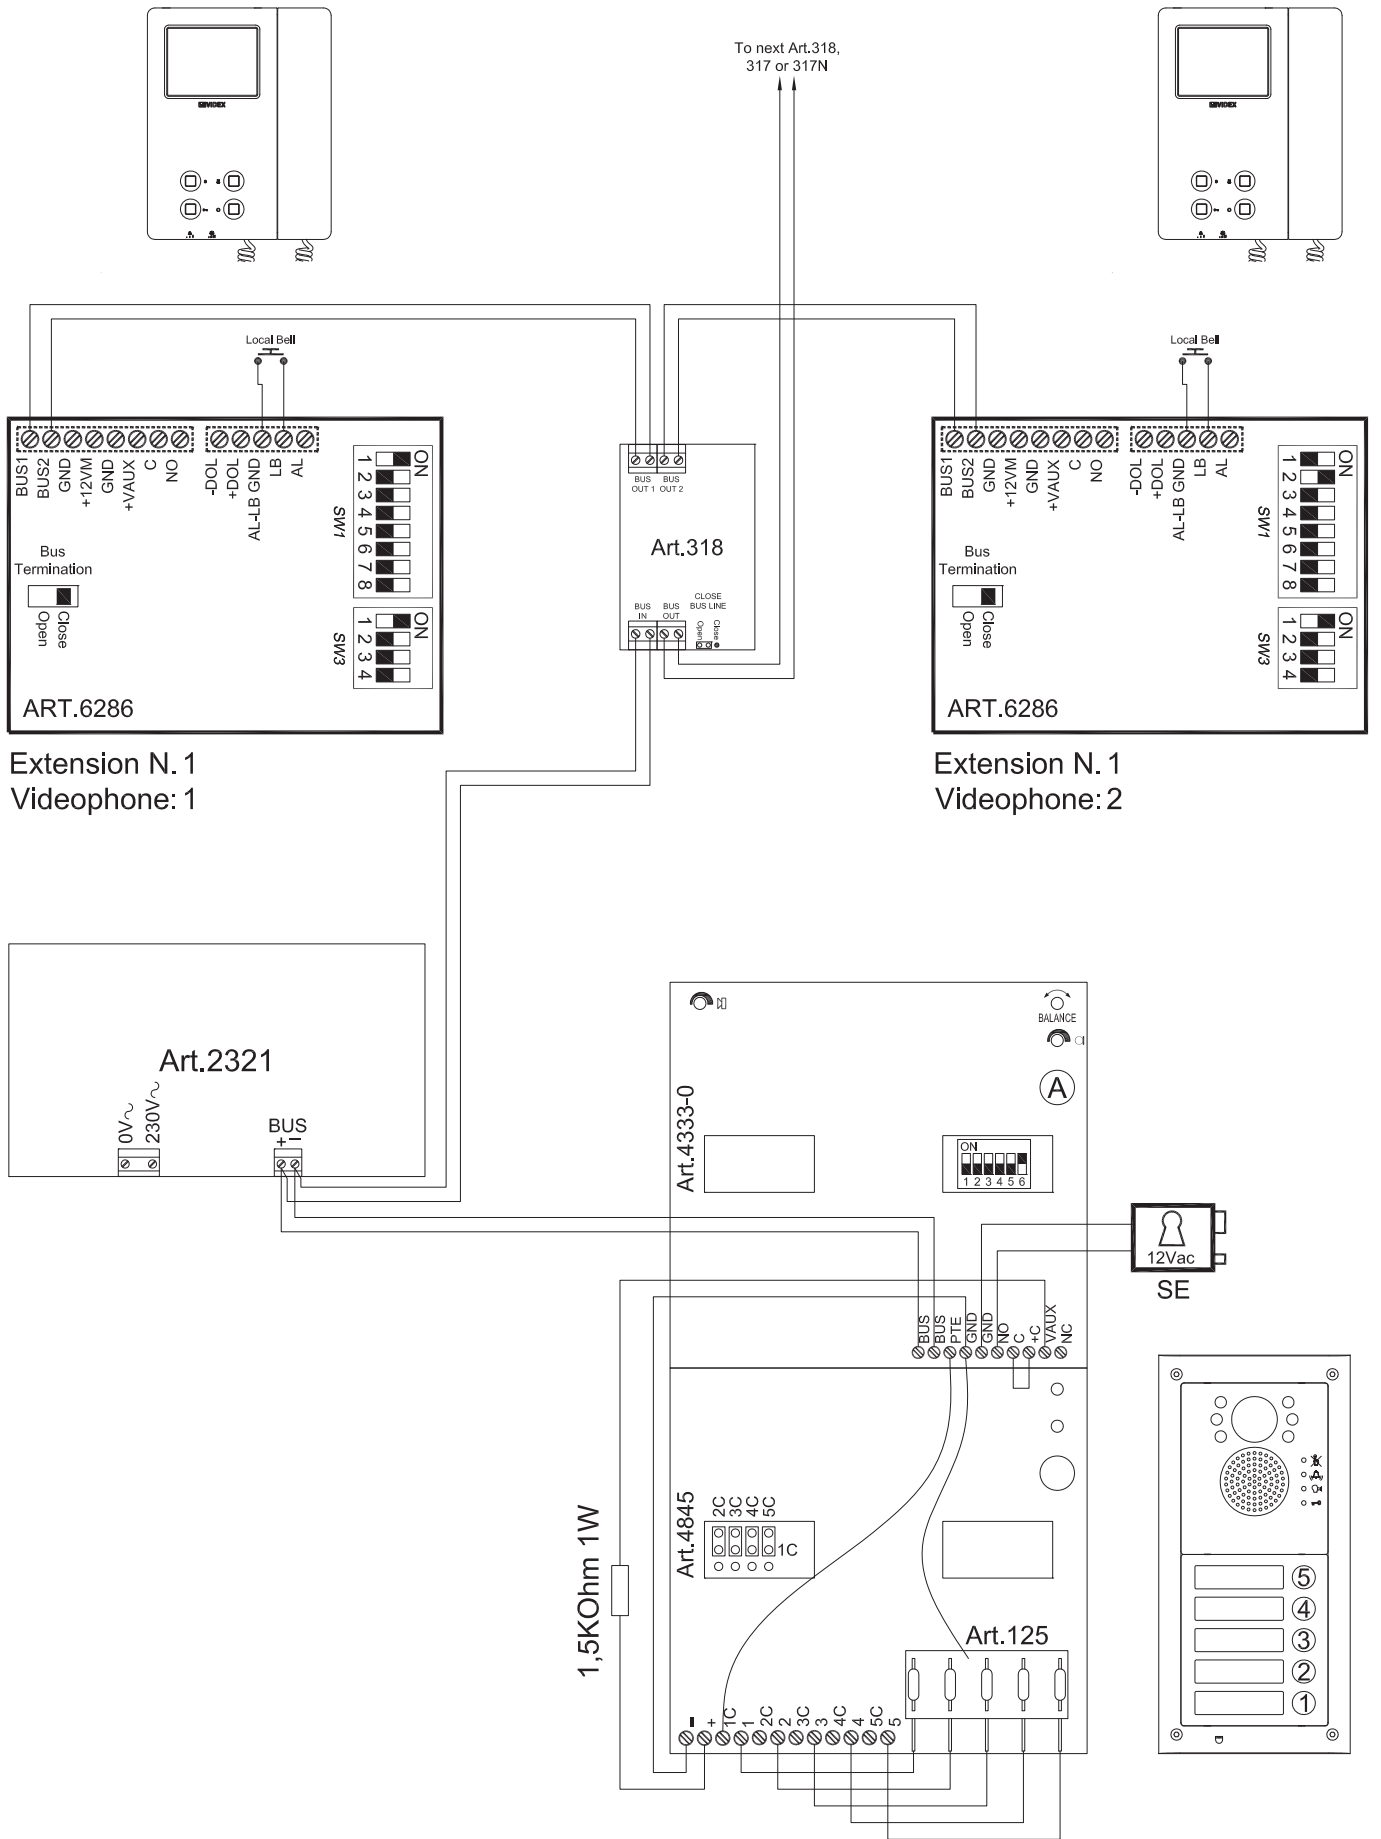 To next Art.318,
317 or 317N
VIDEX
VIDEX
Local Bell
Local Bell
BUS1
BUS2
GND
+12VM
GND
+VAUX
C
NO
-DOL
+DOL
AL-LB GND
LB
AL
ON
1
2
3
4
5
6
7
8
SW1
Bus
Termination
Open
Close
ON
1
2
3
4
SW3
ART.6286
Extension N. 1
Videophone: 1
BUS
OUT 1
BUS
OUT 2
Art.318
CLOSE
BUS LINE
BUS
IN
BUS
OUT
Open
Close
BUS1
BUS2
GND
+12VM
GND
+VAUX
C
NO
-DOL
+DOL
AL-LB GND
LB
AL
ON
1
2
3
4
5
6
7
8
SW1
Bus
Termination
Open
Close
ON
1
2
3
4
SW3
ART.6286
Extension N. 1
Videophone: 2
Art.2321
0V~
230V~
BUS
+ –
BALANCE
A
Art.4333-0
ON
1 2 3 4 5 6
12Vac
SE
BUS
BUS
PTE
GND
GND
NO
C
+C
VAUX
NC
1,5KOhm 1W
Art.4845
2C
3C
4C
5C
1C
Art.125
–
+
1C
1
2C
2
3C
3
4C
4
5C
5
5
4
3
2
1